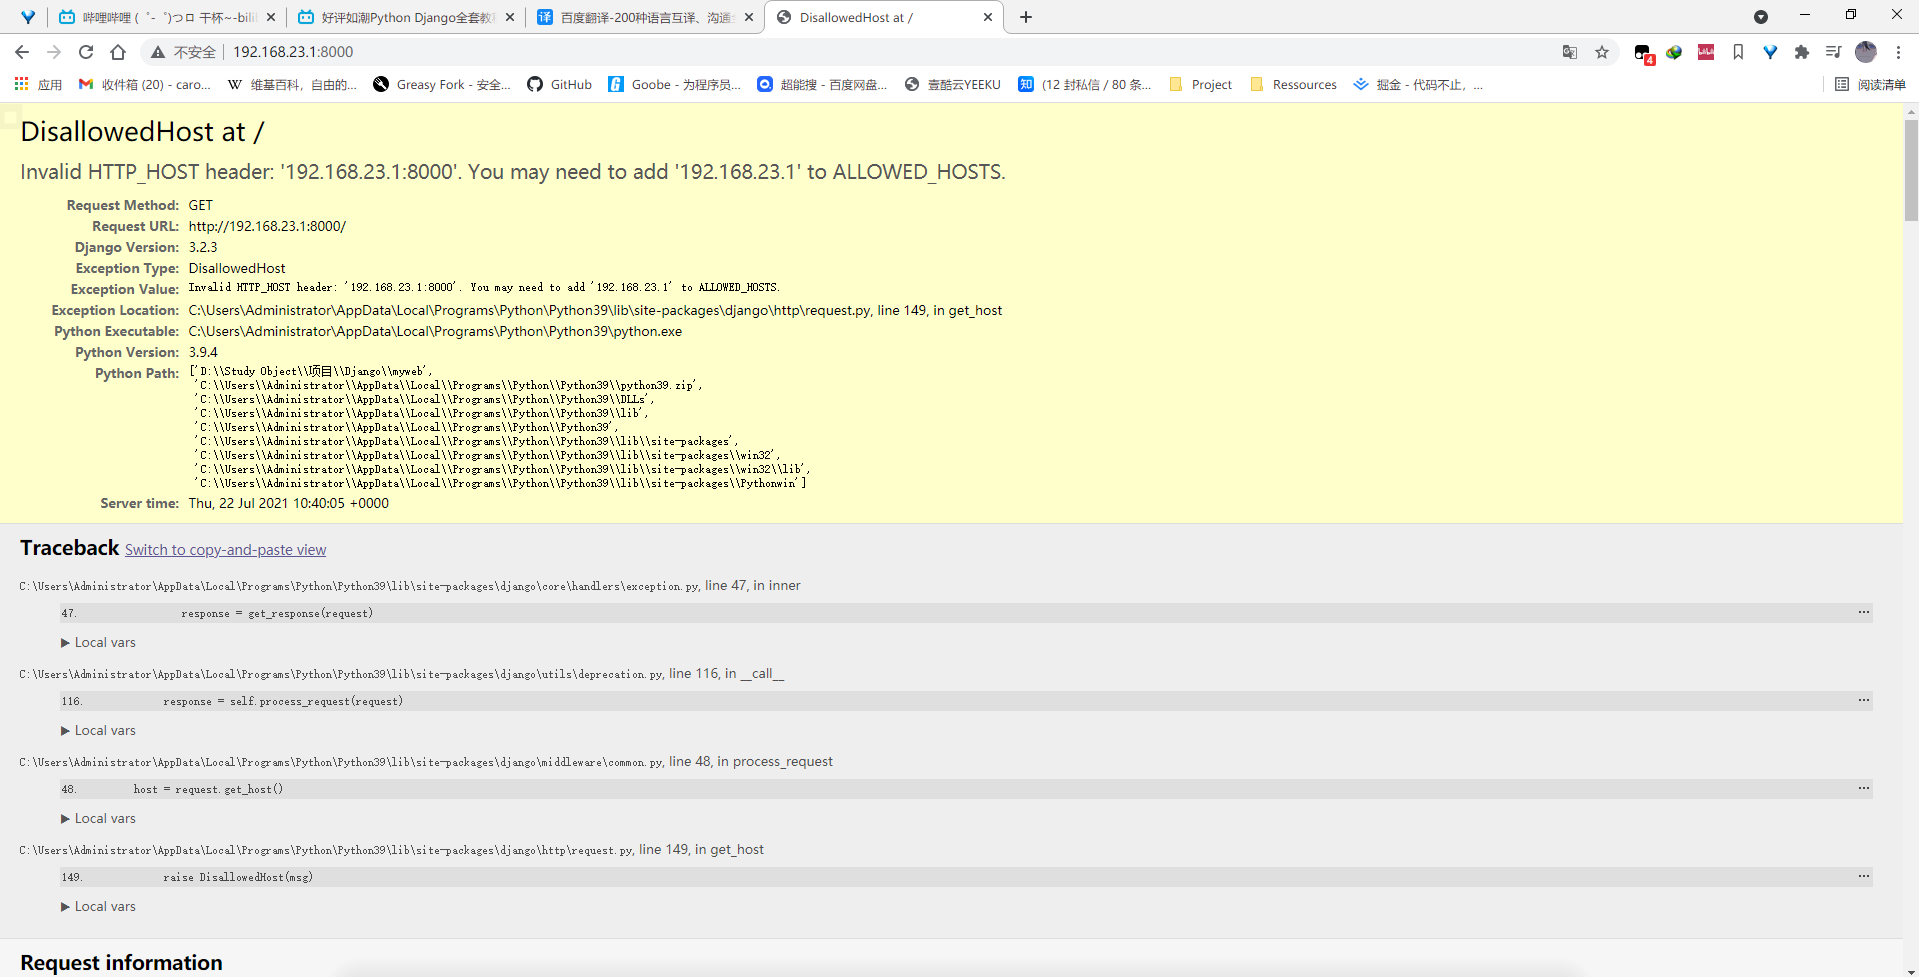 哔哩哔哩 (゜-゜)つロ 干杯~-bili
好评如潮Python Django全套教程
百度翻译-200种语言互译、沟通全
DisallowedHost at /
不安全 192.168.23.1:8000
4
应用
收件箱 (20) - caro...
维基百科，自由的...
Greasy Fork - 安全...
GitHub
Goobe - 为程序员...
超能搜 - 百度网盘...
壹酷云YEEKU
(12 封私信 / 80 条...
Project
Ressources
掘金 - 代码不止，...
阅读清单
DisallowedHost at /
Invalid HTTP_HOST header: '192.168.23.1:8000'. You may need to add '192.168.23.1' to ALLOWED_HOSTS.
Request Method: GET
Request URL: http://192.168.23.1:8000/
Django Version: 3.2.3
Exception Type: DisallowedHost
Exception Value: Invalid HTTP_HOST header: '192.168.23.1:8000'. You may need to add '192.168.23.1' to ALLOWED_HOSTS.
Exception Location: C:\Users\Administrator\AppData\Local\Programs\Python\Python39\lib\site-packages\django\http\request.py, line 149, in get_host
Python Executable: C:\Users\Administrator\AppData\Local\Programs\Python\Python39\python.exe
Python Version: 3.9.4
Python Path: ['D:\\Study Object\\项目\\Django\\myweb',
'C:\\Users\\Administrator\\AppData\\Local\\Programs\\Python\\Python39\\python39.zip',
'C:\\Users\\Administrator\\AppData\\Local\\Programs\\Python\\Python39\\DLLs',
'C:\\Users\\Administrator\\AppData\\Local\\Programs\\Python\\Python39\\lib',
'C:\\Users\\Administrator\\AppData\\Local\\Programs\\Python\\Python39',
'C:\\Users\\Administrator\\AppData\\Local\\Programs\\Python\\Python39\\lib\\site-packages',
'C:\\Users\\Administrator\\AppData\\Local\\Programs\\Python\\Python39\\lib\\site-packages\\win32',
'C:\\Users\\Administrator\\AppData\\Local\\Programs\\Python\\Python39\\lib\\site-packages\\win32\\lib',
'C:\\Users\\Administrator\\AppData\\Local\\Programs\\Python\\Python39\\lib\\site-packages\\Pythonwin']
Server time: Thu, 22 Jul 2021 10:40:05 +0000
Traceback Switch to copy-and-paste view
C:\Users\Administrator\AppData\Local\Programs\Python\Python39\lib\site-packages\django\core\handlers\exception.py, line 47, in inner
47. response = get_response(request) ...
▶ Local vars
C:\Users\Administrator\AppData\Local\Programs\Python\Python39\lib\site-packages\django\utils\deprecation.py, line 116, in __call__
116. response = self.process_request(request) ...
▶ Local vars
C:\Users\Administrator\AppData\Local\Programs\Python\Python39\lib\site-packages\django\middleware\common.py, line 48, in process_request
48. host = request.get_host() ...
▶ Local vars
C:\Users\Administrator\AppData\Local\Programs\Python\Python39\lib\site-packages\django\http\request.py, line 149, in get_host
149. raise DisallowedHost(msg) ...
▶ Local vars
Request information